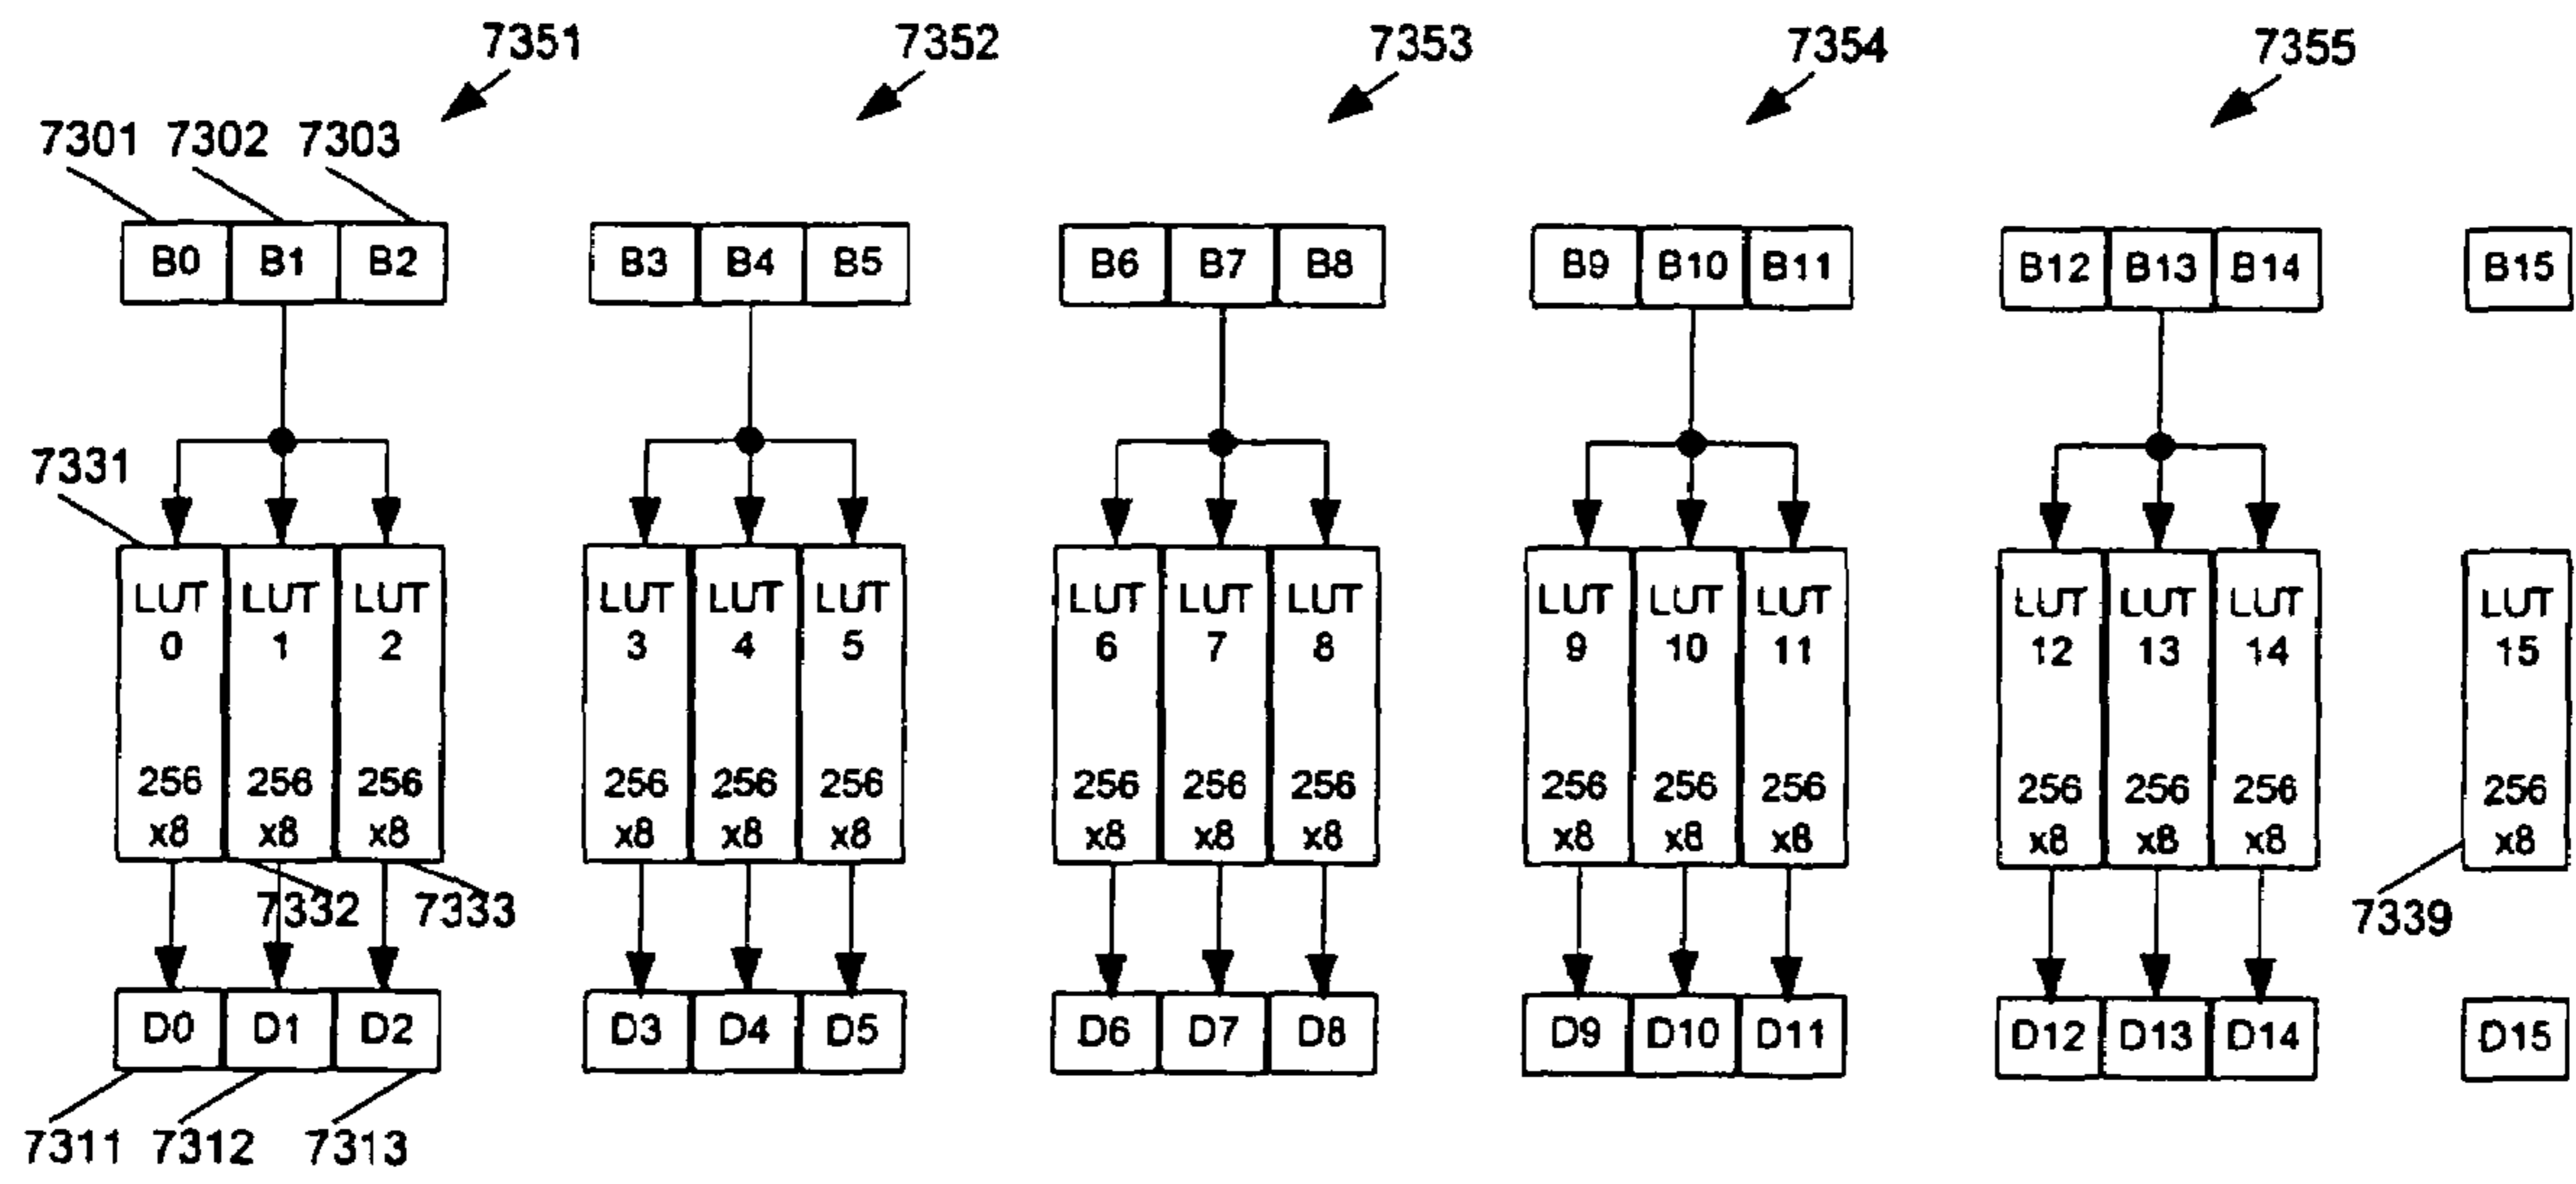 7351 7352 7353 7354 7355
7301 7302 7303
B0 B1 B2 B3 B4 B5 B6 B7 B8 B9 B10 B11 B12 B13 B14 B15
7331
LUT LUT LUT LUT LUT LUT LUT LUT LUT LUT LUT LUT LUT LUT LUT LUT
0 1 2 3 4 5 6 7 8 9 10 11 12 13 14 15
256 256 256 256 256 256 256 256 256 256 256 256 256 256 256 256
x8 x8 x8 x8 x8 x8 x8 x8 x8 x8 x8 x8 x8 x8 x8 x8
7332 7333 7339
D0 D1 D2 D3 D4 D5 D6 D7 D8 D9 D10 D11 D12 D13 D14 D15
7311 7312 7313